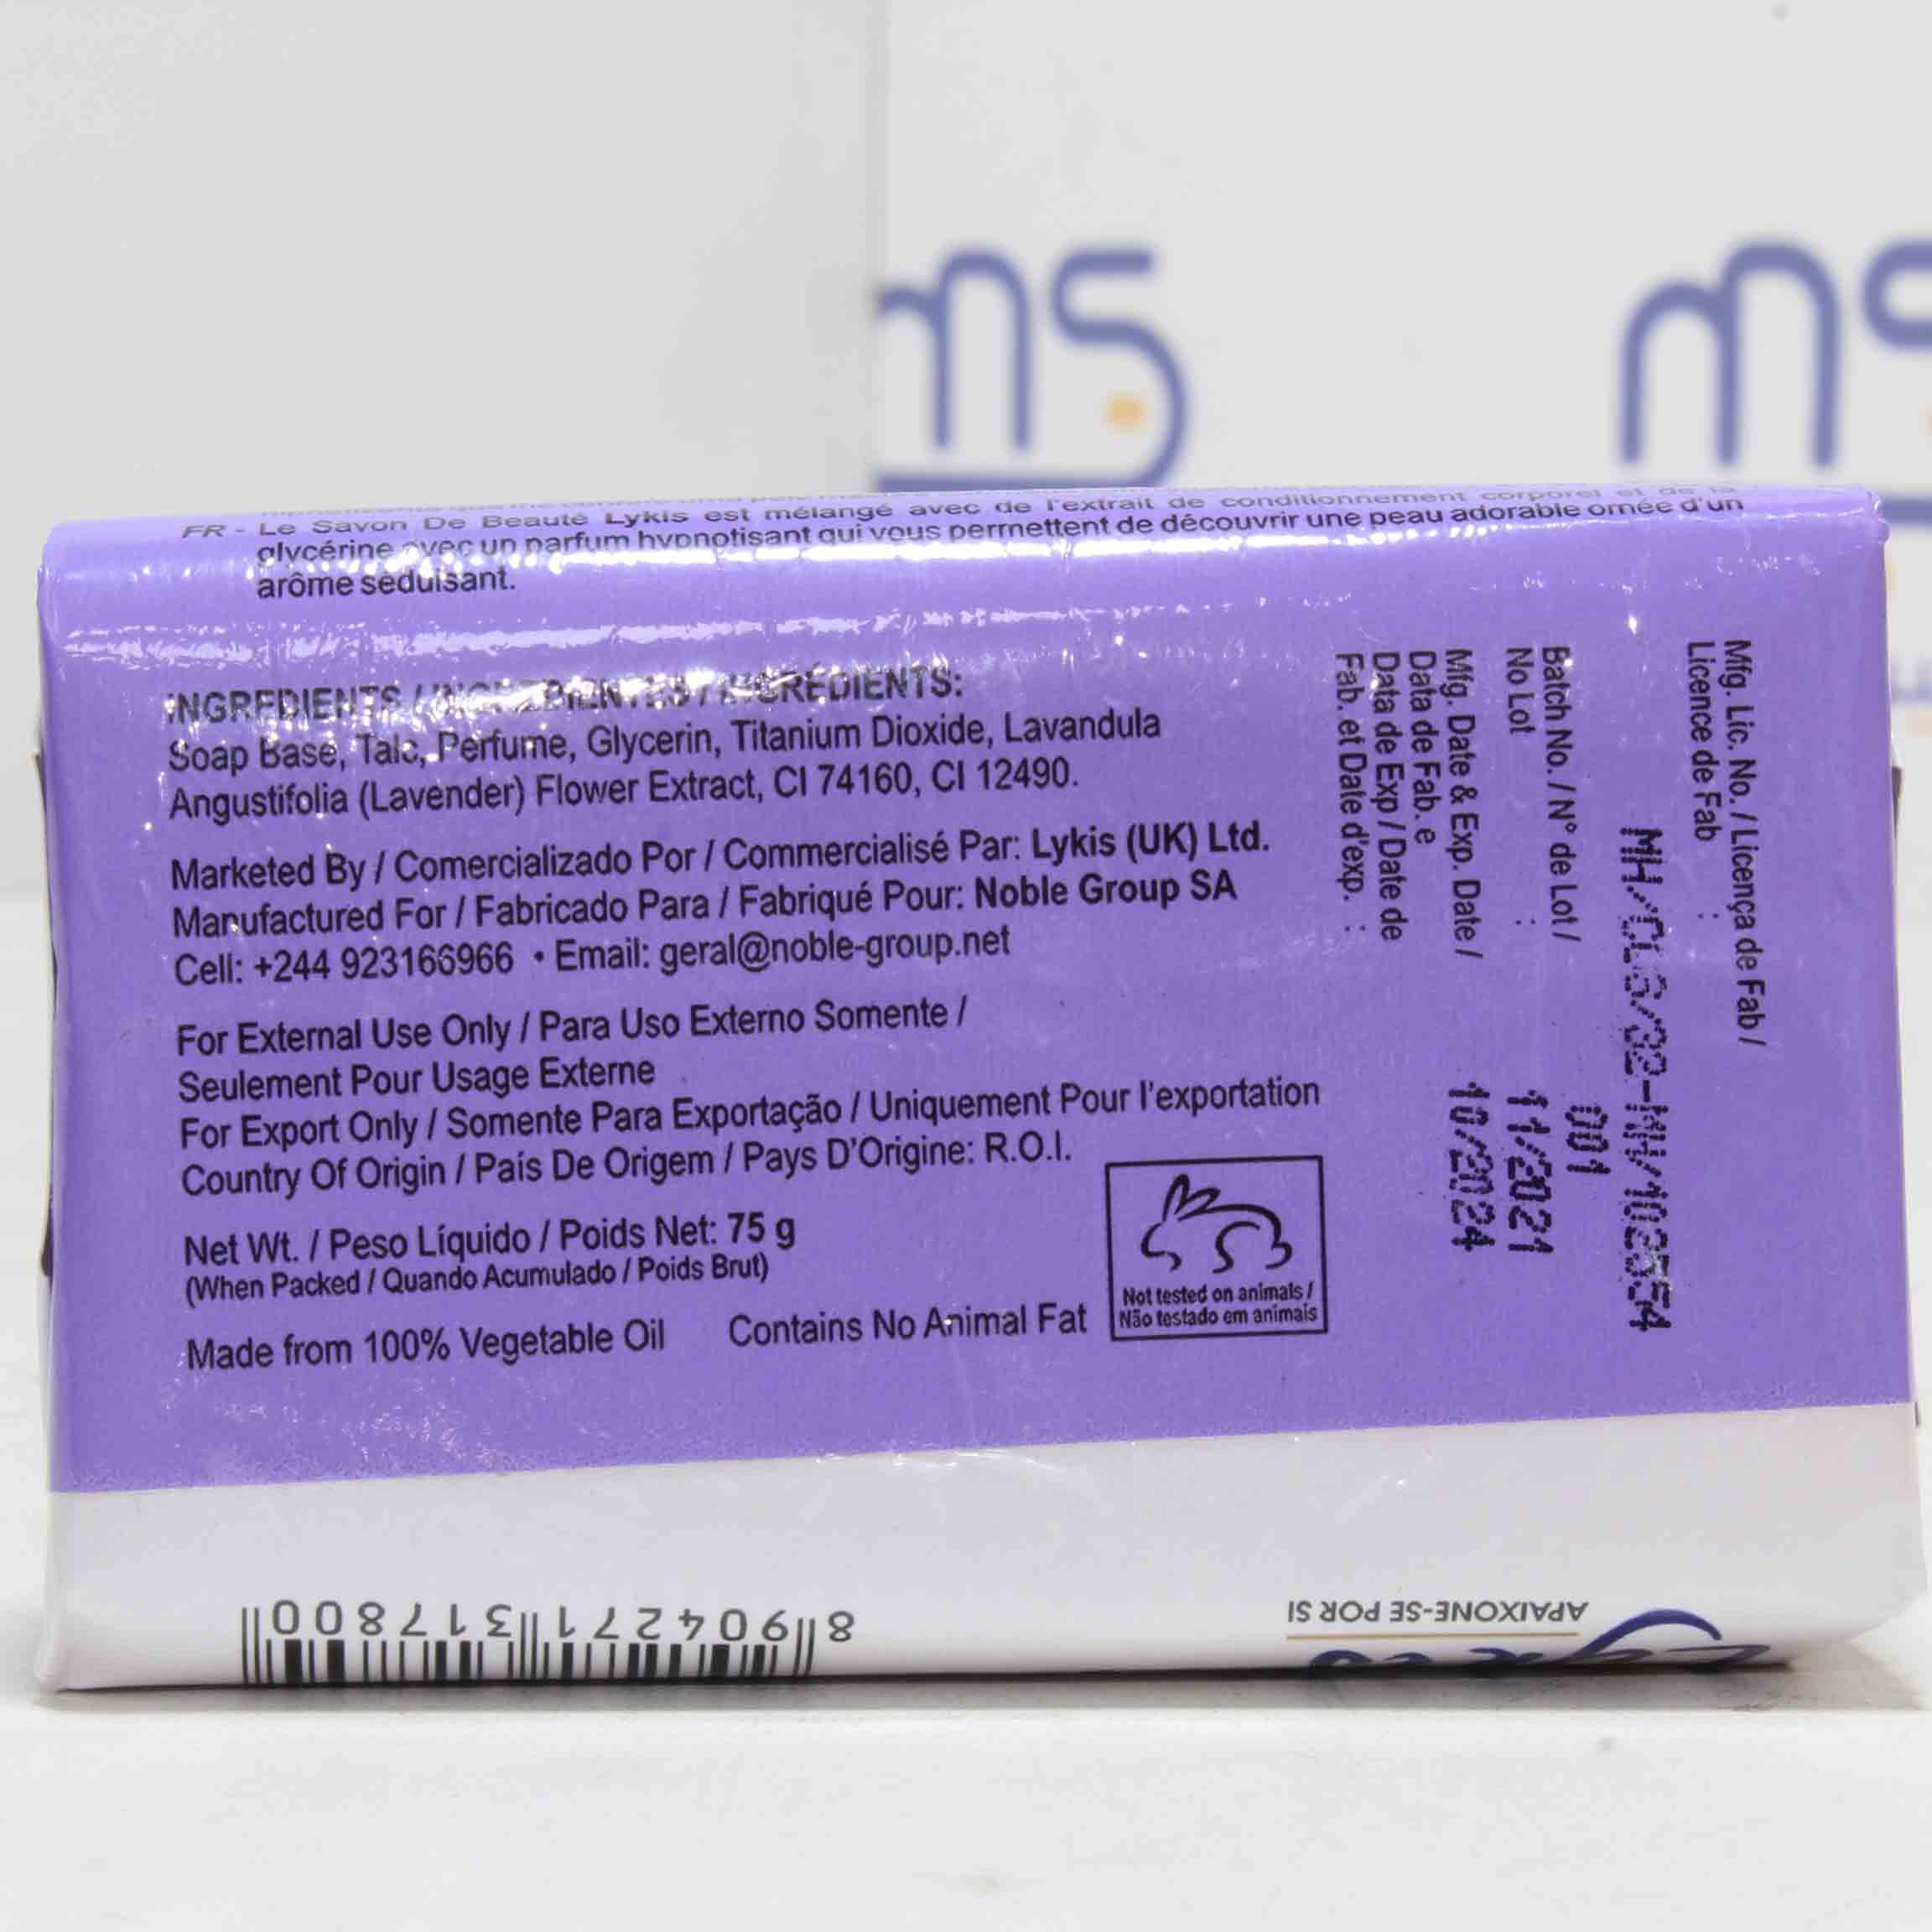 FR - Le Savon De Beauté Lykis est mélangé avec de l'extrait de conditionnement corporel et de la
glycérine avec un parfum hypnotisant qui vous permettent de découvrir une peau adorable ornée d'un
arôme séduisant.
INGREDIENTS / INGREDIENTES / INGRÉDIENTS:
Soap Base, Talc, Perfume, Glycerin, Titanium Dioxide, Lavandula
Angustifolia (Lavender) Flower Extract, CI 74160, CI 12490.
Marketed By / Comercializado Por / Commercialisé Par: Lykis (UK) Ltd.
Manufactured For / Fabricado Para / Fabriqué Pour: Noble Group SA
Cell: +244 923166966 • Email: geral@noble-group.net
For External Use Only / Para Uso Externo Somente /
Seulement Pour Usage Externe
For Export Only / Somente Para Exportação / Uniquement Pour l'exportation
Country Of Origin / País De Origem / Pays D'Origine: R.O.I.
Net Wt. / Peso Líquido / Poids Net: 75 g
(When Packed / Quando Acumulado / Poids Brut)
Made from 100% Vegetable Oil Contains No Animal Fat
Not tested on animals /
Não testado em animais
Mfg. Lic. No. / Licença de Fab /
Licence de Fab :
Batch No. / N° de Lot /
No Lot :
Mfg. Date & Exp. Date /
Data de Fab. e
Data de Exp / Date de
Fab. et Date d'exp. :
001
11/2021
10/2024
8 904271 317800
APAIXONE-SE POR SI
ms
ms